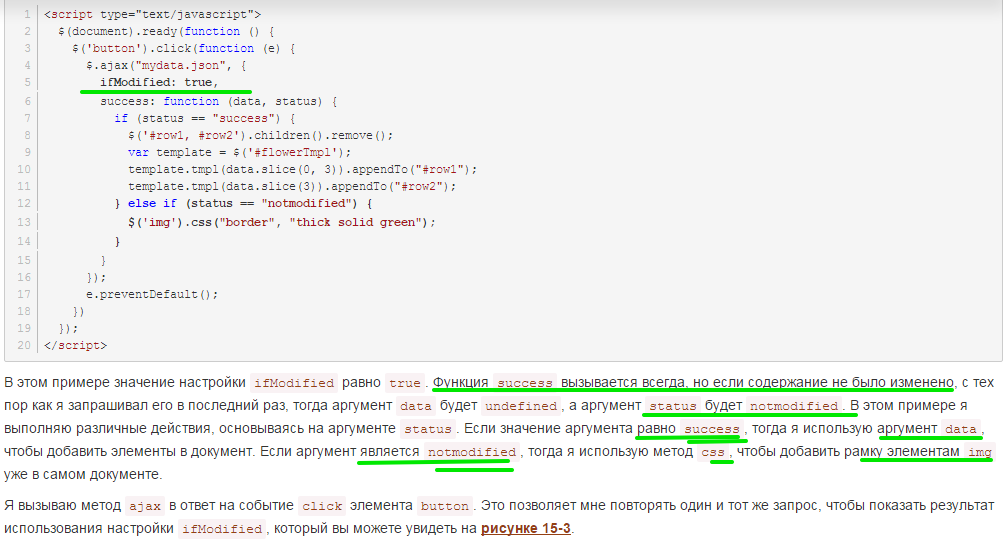 1 <script type="text/javascript">
2 $(document).ready(function () {
3 $('button').click(function (e) {
4 $.ajax("mydata.json", {
5 ifModified: true,
6 success: function (data, status) {
7 if (status == "success") {
8 $('#row1, #row2').children().remove();
9 var template = $('#flowerTmpl');
10 template.tmpl(data.slice(0, 3)).appendTo("#row1");
11 template.tmpl(data.slice(3)).appendTo("#row2");
12 } else if (status == "notmodified") {
13 $('img').css("border", "thick solid green");
14 }
15 }
16 });
17 e.preventDefault();
18 })
19 });
20 </script>
В этом примере значение настройки ifModified равно true. Функция success вызывается всегда, но если содержание не было изменено, с тех
пор как я запрашивал его в последний раз, тогда аргумент data будет undefined, а аргумент status будет notmodified. В этом примере я
выполняю различные действия, основываясь на аргументе status. Если значение аргумента равно success, тогда я использую аргумент data,
чтобы добавить элементы в документ. Если аргумент является notmodified, тогда я использую метод css, чтобы добавить рамку элементам img
уже в самом документе.
Я вызываю метод ajax в ответ на событие click элемента button. Это позволяет мне повторять один и тот же запрос, чтобы показать результат
использования настройки ifModified, который вы можете увидеть на рисунке 15-3.